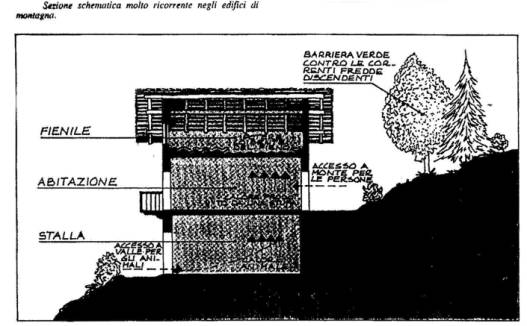 Sezione schematica molto ricorrente negli edifici di
montagna.
BARRIERA VERDE
CONTRO LE COR-
RENTI FREDDE
DISCENDENTI
FIENILE
ACCESSO A
MONTE PER
LE PERSONE
ABITAZIONE
STALLA
ACCESSO A
VALLE PER
GLI ANI-
MALI